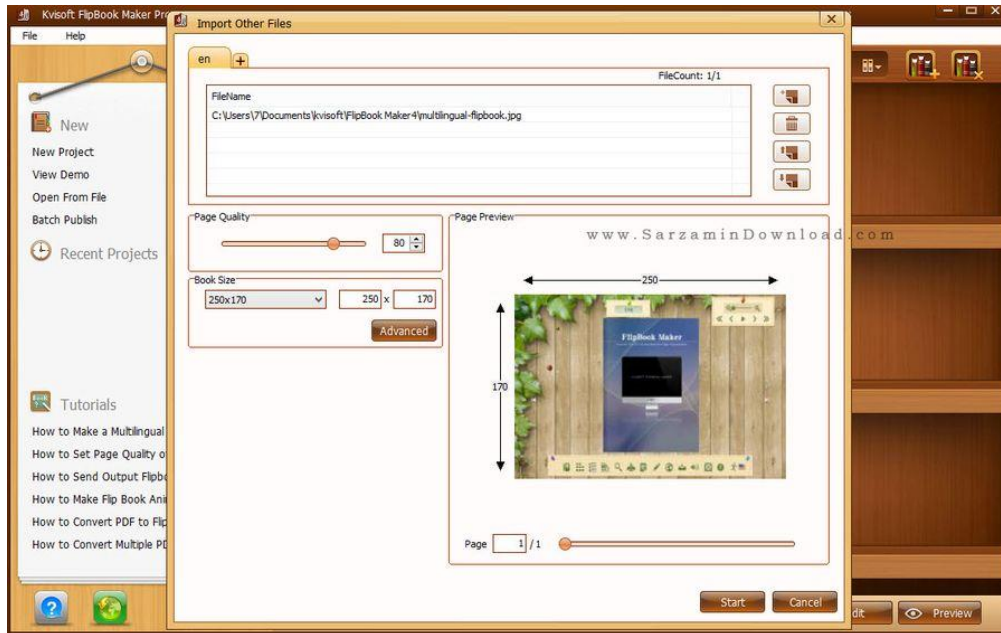 Kvisoft FlipBook Maker Pro
File Help
Import Other Files
en
FileCount: 1/1
FileName
C:\Users\7\Documents\kvisoft\FlipBook Maker4\multilingual-flipbook.jpg
New
New Project
View Demo
Open From File
Batch Publish
Recent Projects
Tutorials
How to Make a Multilingual
How to Set Page Quality o
How to Send Output Flipbo
How to Make Flip Book Ani
How to Convert PDF to Flip
How to Convert Multiple PD
Page Quality
80
Book Size
250x170
250 x 170
Advanced
Page Preview
www.SarzaminDownload.com
250
170
FlipBook Maker
Page 1 / 1
Start Cancel
dit Preview